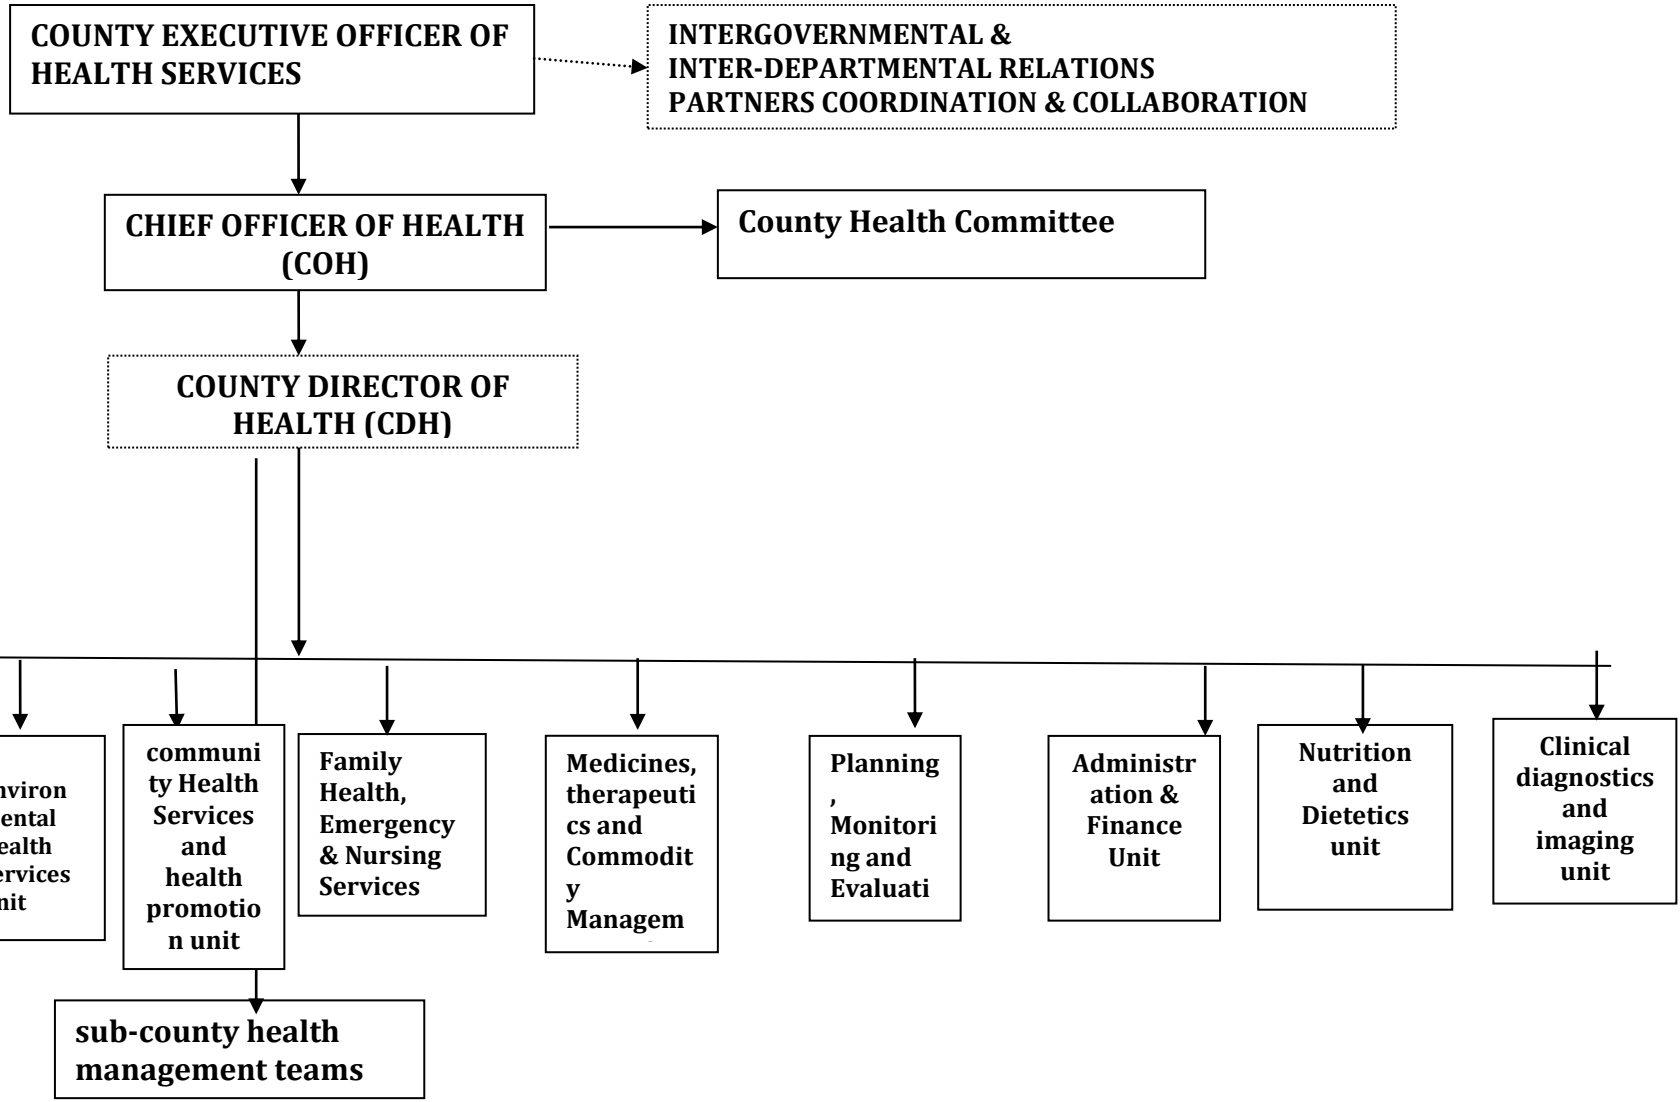 COUNTY EXECUTIVE OFFICER OF
HEALTH SERVICES
INTERGOVERNMENTAL &
INTER-DEPARTMENTAL RELATIONS
PARTNERS COORDINATION & COLLABORATION
CHIEF OFFICER OF HEALTH
(COH)
County Health Committee
COUNTY DIRECTOR OF
HEALTH (CDH)
nviron
ental
ealth
ervices
nit
communi
ty Health
Services
and
health
promotio
n unit
Family
Health,
Emergency
& Nursing
Services
Medicines,
therapeuti
cs and
Commodit
y
Managem
Planning
,
Monitori
ng and
Evaluati
Administr
ation &
Finance
Unit
Nutrition
and
Dietetics
unit
Clinical
diagnostics
and
imaging
unit
sub-county health
management teams